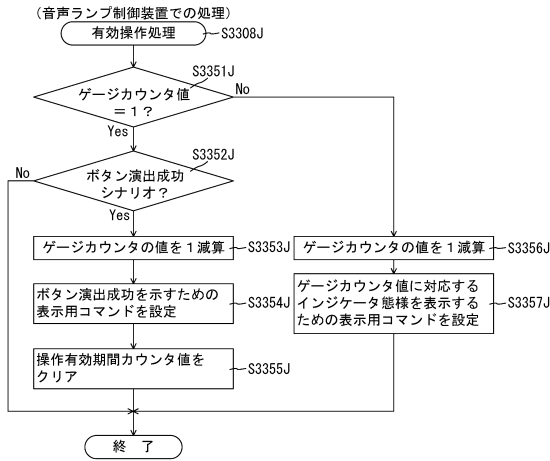 （音声ランプ制御装置での処理）
有効操作処理
S3308J
S3351J
ゲージカウンタ値
＝１？
No
Yes
S3352J
ボタン演出成功
シナリオ？
No
Yes
ゲージカウンタの値を１減算
S3353J
ゲージカウンタの値を１減算
S3356J
ボタン演出成功を示すための
表示用コマンドを設定
S3354J
ゲージカウンタ値に対応する
インジケータ態様を表示する
ための表示用コマンドを設定
S3357J
操作有効期間カウンタ値を
クリア
S3355J
終　了